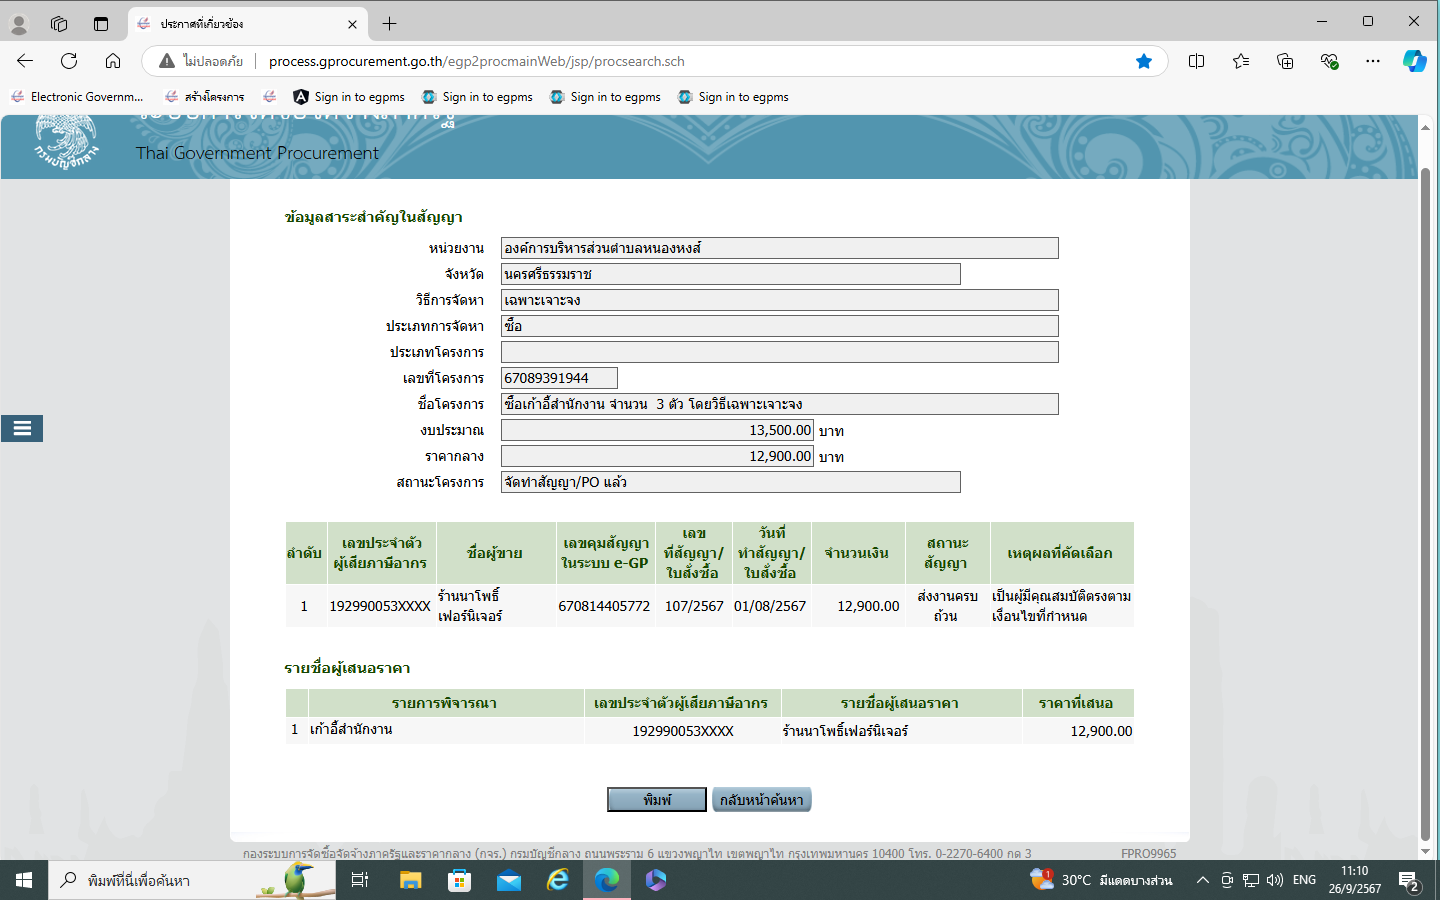 ประกาศที่เกี่ยวข้อง
ไม่ปลอดภัย
process.gprocurement.go.th/egp2procmainWeb/jsp/procsearch.sch
Electronic Governm...
สร้างโครงการ
Sign in to egpms
Sign in to egpms
Sign in to egpms
Sign in to egpms
กรมบัญชีกลาง
Thai Government Procurement
ข้อมูลสาระสำคัญในสัญญา
หน่วยงาน องค์การบริหารส่วนตำบลหนองหงส์
จังหวัด นครศรีธรรมราช
วิธีการจัดหา เฉพาะเจาะจง
ประเภทการจัดหา ซื้อ
ประเภทโครงการ
เลขที่โครงการ 67089391944
ชื่อโครงการ ซื้อเก้าอี้สำนักงาน จำนวน 3 ตัว โดยวิธีเฉพาะเจาะจง
งบประมาณ 13,500.00 บาท
ราคากลาง 12,900.00 บาท
สถานะโครงการ จัดทำสัญญา/PO แล้ว
ลำดับ เลขประจำตัวผู้เสียภาษีอากร ชื่อผู้ขาย เลขคุมสัญญาในระบบ e-GP เลขที่สัญญา/ใบสั่งซื้อ วันที่ทำสัญญา/ใบสั่งซื้อ จำนวนเงิน สถานะสัญญา เหตุผลที่คัดเลือก
1 192990053XXXX ร้านนาโพธิ์เฟอร์นิเจอร์ 670814405772 107/2567 01/08/2567 12,900.00 ส่งงานครบถ้วน เป็นผู้มีคุณสมบัติตรงตามเงื่อนไขที่กำหนด
รายชื่อผู้เสนอราคา
รายการพิจารณา เลขประจำตัวผู้เสียภาษีอากร รายชื่อผู้เสนอราคา ราคาที่เสนอ
1 เก้าอี้สำนักงาน 192990053XXXX ร้านนาโพธิ์เฟอร์นิเจอร์ 12,900.00
พิมพ์ กลับหน้าค้นหา
กองระบบการจัดซื้อจัดจ้างภาครัฐและราคากลาง (กจร.) กรมบัญชีกลาง ถนนพระราม 6 แขวงพญาไท เขตพญาไท กรุงเทพมหานคร 10400 โทร. 0-2270-6400 กด 3 FPRO9965
พิมพ์ที่นี่เพื่อค้นหา
1
30°C มีแดดบางส่วน
ENG
11:10
26/9/2567
2